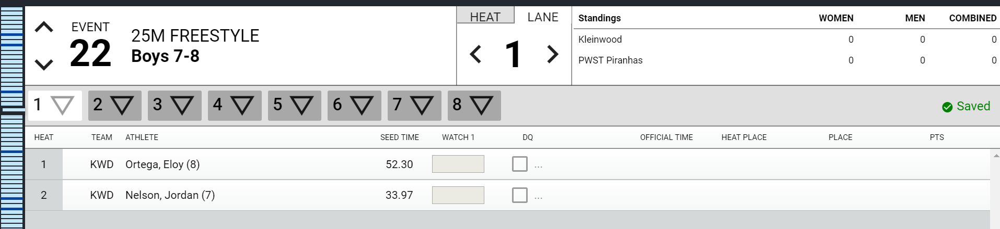 EVENT
22
25M FREESTYLE
Boys 7-8
HEAT LANE
1
Standings WOMEN MEN COMBINED
Kleinwood 0 0 0
PWST Piranhas 0 0 0
1 2 3 4 5 6 7 8
Saved
HEAT TEAM ATHLETE SEED TIME WATCH 1 DQ OFFICIAL TIME HEAT PLACE PLACE PTS
1 KWD Ortega, Eloy (8) 52.30 ...
2 KWD Nelson, Jordan (7) 33.97 ...